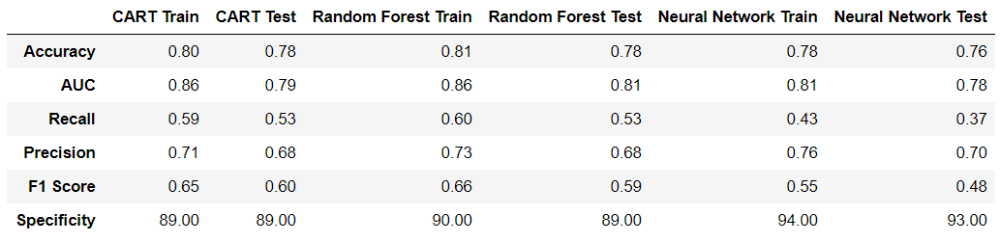 CART Train CART Test Random Forest Train Random Forest Test Neural Network Train Neural Network Test
Accuracy 0.80 0.78 0.81 0.78 0.78 0.76
AUC 0.86 0.79 0.86 0.81 0.81 0.78
Recall 0.59 0.53 0.60 0.53 0.43 0.37
Precision 0.71 0.68 0.73 0.68 0.76 0.70
F1 Score 0.65 0.60 0.66 0.59 0.55 0.48
Specificity 89.00 89.00 90.00 89.00 94.00 93.00